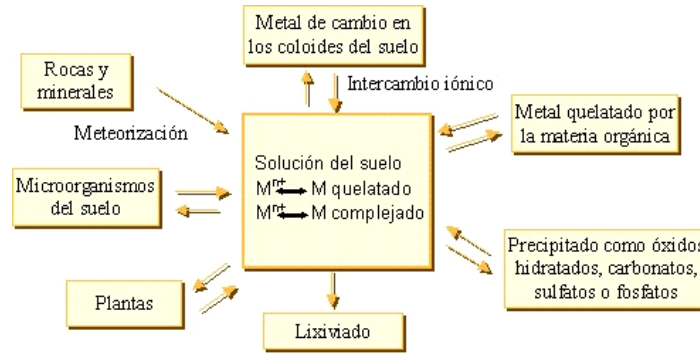 Metal de cambio en
los coloides del suelo
Rocas y
minerales
Intercambio iónico
Meteorización
Metal quelatado por
la materia orgánica
Solución del suelo
Mⁿ⁺ ↔ M quelatado
Mⁿ⁺ ↔ M complejado
Microorganismos
del suelo
Precipitado como óxidos
hidratados, carbonatos,
sulfatos o fosfatos
Plantas
Lixiviado